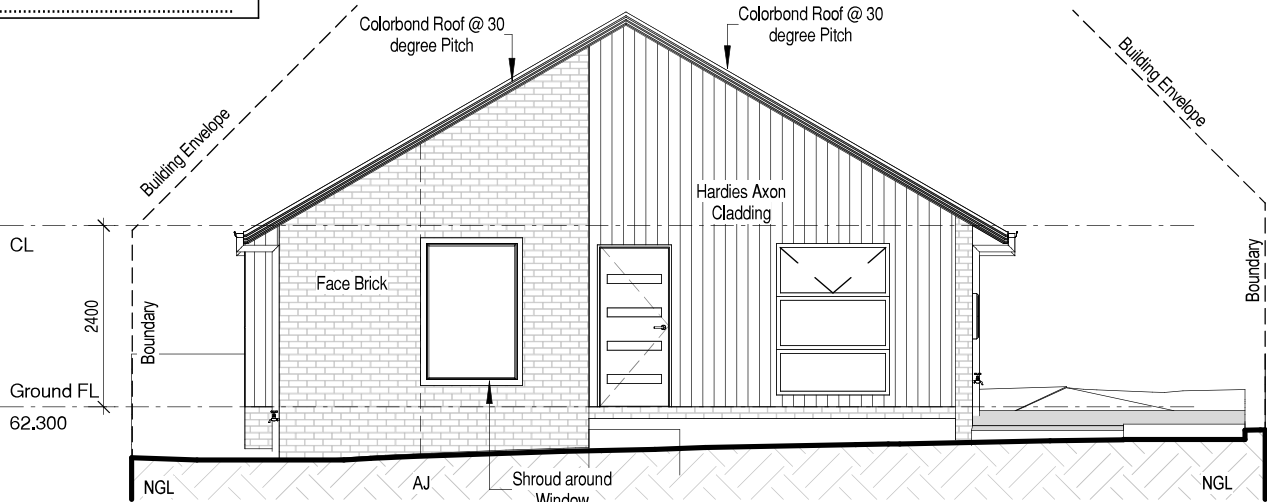 Colorbond Roof @ 30
degree Pitch
Colorbond Roof @ 30
degree Pitch
Building Envelope
Building Envelope
Hardies Axon
Cladding
CL
Face Brick
2400
Boundary
Boundary
Ground FL
62.300
NGL
AJ
Shroud around
Window
NGL